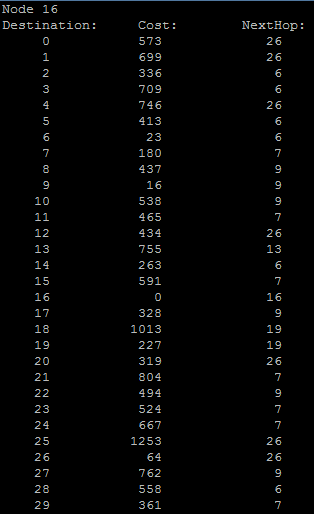 Node 16
Destination: Cost: NextHop:
0 573 26
1 699 26
2 336 6
3 709 6
4 746 26
5 413 6
6 23 6
7 180 7
8 437 9
9 16 9
10 538 9
11 465 7
12 434 26
13 755 13
14 263 6
15 591 7
16 0 16
17 328 9
18 1013 19
19 227 19
20 319 26
21 804 7
22 494 9
23 524 7
24 667 7
25 1253 26
26 64 26
27 762 9
28 558 6
29 361 7